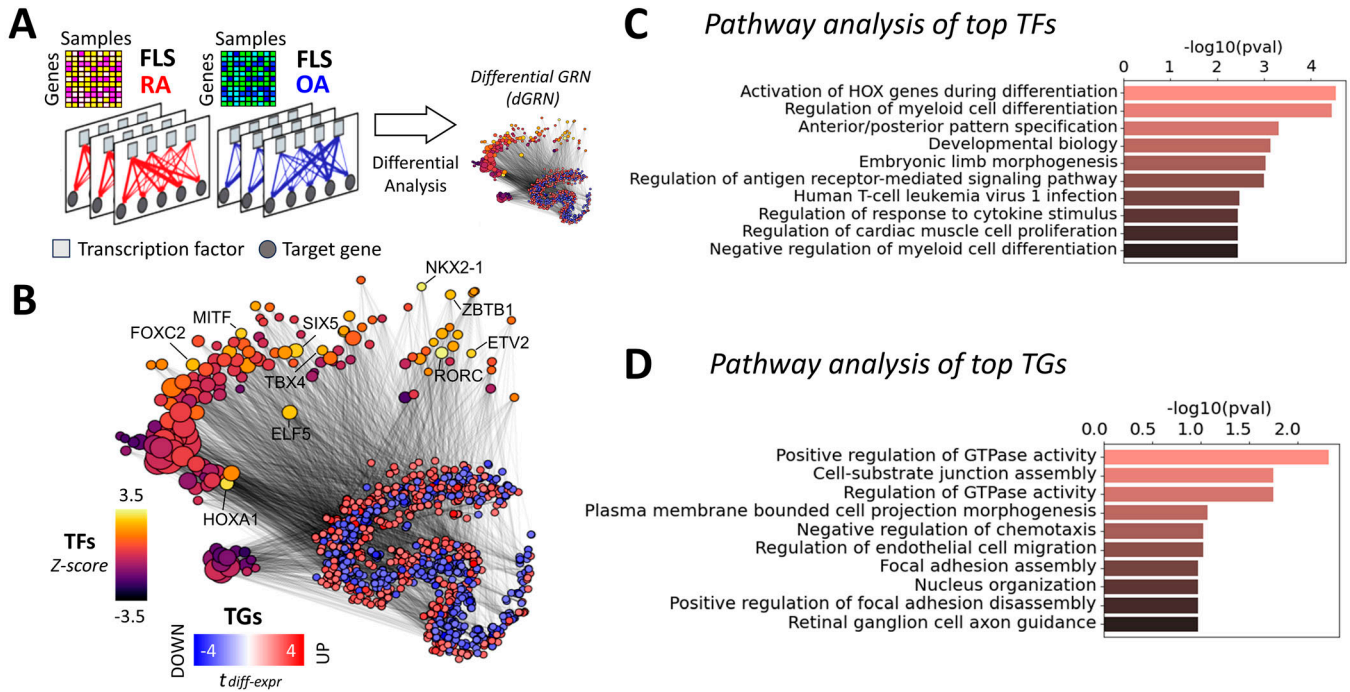 A
Samples
Genes
FLS
RA
Samples
Genes
FLS
OA
Differential
Analysis
Differential GRN
(dGRN)
Transcription factor
Target gene
B
NKX2-1
ZBTB1
MITF
SIX5
FOXC2
ETV2
TBX4
RORC
ELF5
HOXA1
3.5
TFs
Z-score
-3.5
TGs
DOWN
-4
4
UP
t diff-expr
C
Pathway analysis of top TFs
-log10(pval)
0 1 2 3 4
Activation of HOX genes during differentiation
Regulation of myeloid cell differentiation
Anterior/posterior pattern specification
Developmental biology
Embryonic limb morphogenesis
Regulation of antigen receptor-mediated signaling pathway
Human T-cell leukemia virus 1 infection
Regulation of response to cytokine stimulus
Regulation of cardiac muscle cell proliferation
Negative regulation of myeloid cell differentiation
D
Pathway analysis of top TGs
-log10(pval)
0.0 1.0 2.0
Positive regulation of GTPase activity
Cell-substrate junction assembly
Regulation of GTPase activity
Plasma membrane bounded cell projection morphogenesis
Negative regulation of chemotaxis
Regulation of endothelial cell migration
Focal adhesion assembly
Nucleus organization
Positive regulation of focal adhesion disassembly
Retinal ganglion cell axon guidance